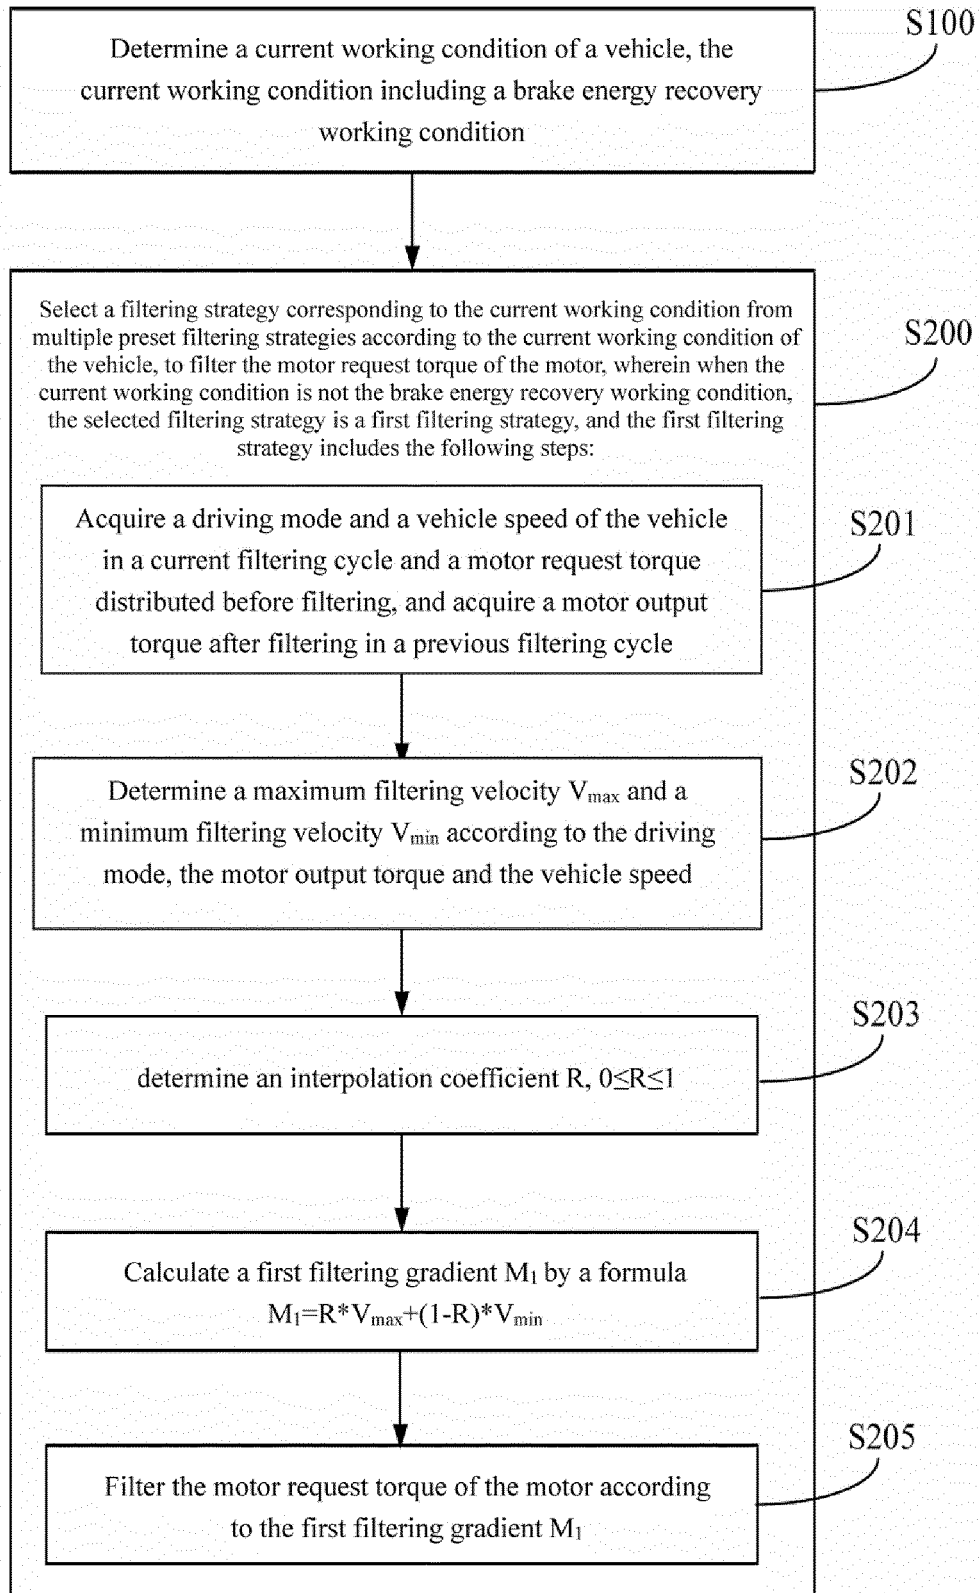 S100
Determine a current working condition of a vehicle, the
current working condition including a brake energy recovery
working condition
S200
Select a filtering strategy corresponding to the current working condition from
multiple preset filtering strategies according to the current working condition of
the vehicle, to filter the motor request torque of the motor, wherein when the
current working condition is not the brake energy recovery working condition,
the selected filtering strategy is a first filtering strategy, and the first filtering
strategy includes the following steps:
S201
Acquire a driving mode and a vehicle speed of the vehicle
in a current filtering cycle and a motor request torque
distributed before filtering, and acquire a motor output
torque after filtering in a previous filtering cycle
S202
Determine a maximum filtering velocity Vmax and a
minimum filtering velocity Vmin according to the driving
mode, the motor output torque and the vehicle speed
S203
determine an interpolation coefficient R, 0≤R≤1
S204
Calculate a first filtering gradient M1 by a formula
M1=R*Vmax+(1-R)*Vmin
S205
Filter the motor request torque of the motor according
to the first filtering gradient M1